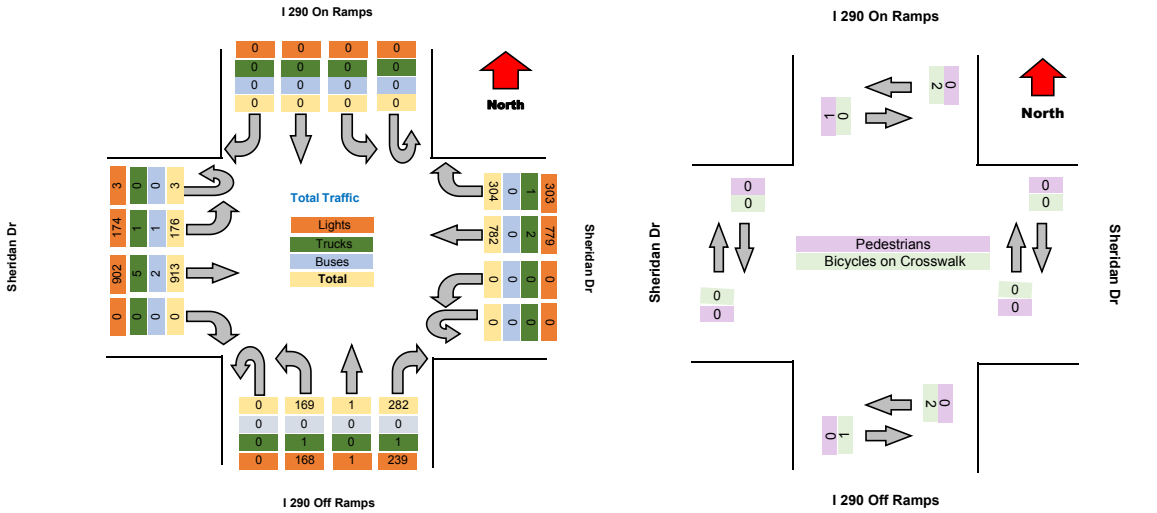 I 290 On Ramps
0 0 0 0
0 0 0 0
0 0 0 0
0 0 0 0
North
Sheridan Dr
3 0 0 3
174 1 1 176
902 5 2 913
0 0 0 0
Total Traffic
Lights
Trucks
Buses
Total
304 0 1 303
782 0 2 779
0 0 0 0
0 0 0 0
Sheridan Dr
0 169 1 282
0 0 0 0
0 1 0 1
0 168 1 239
I 290 Off Ramps
I 290 On Ramps
2 0
1 0
North
Sheridan Dr
0
0
0
0
Pedestrians
Bicycles on Crosswalk
0
0
0
0
Sheridan Dr
2 0
0 1
I 290 Off Ramps